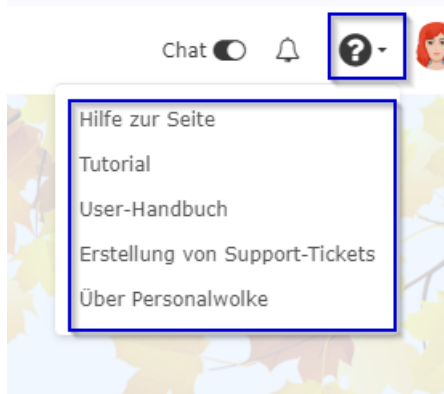 Chat
Hilfe zur Seite
Tutorial
User-Handbuch
Erstellung von Support-Tickets
Über Personalwolke